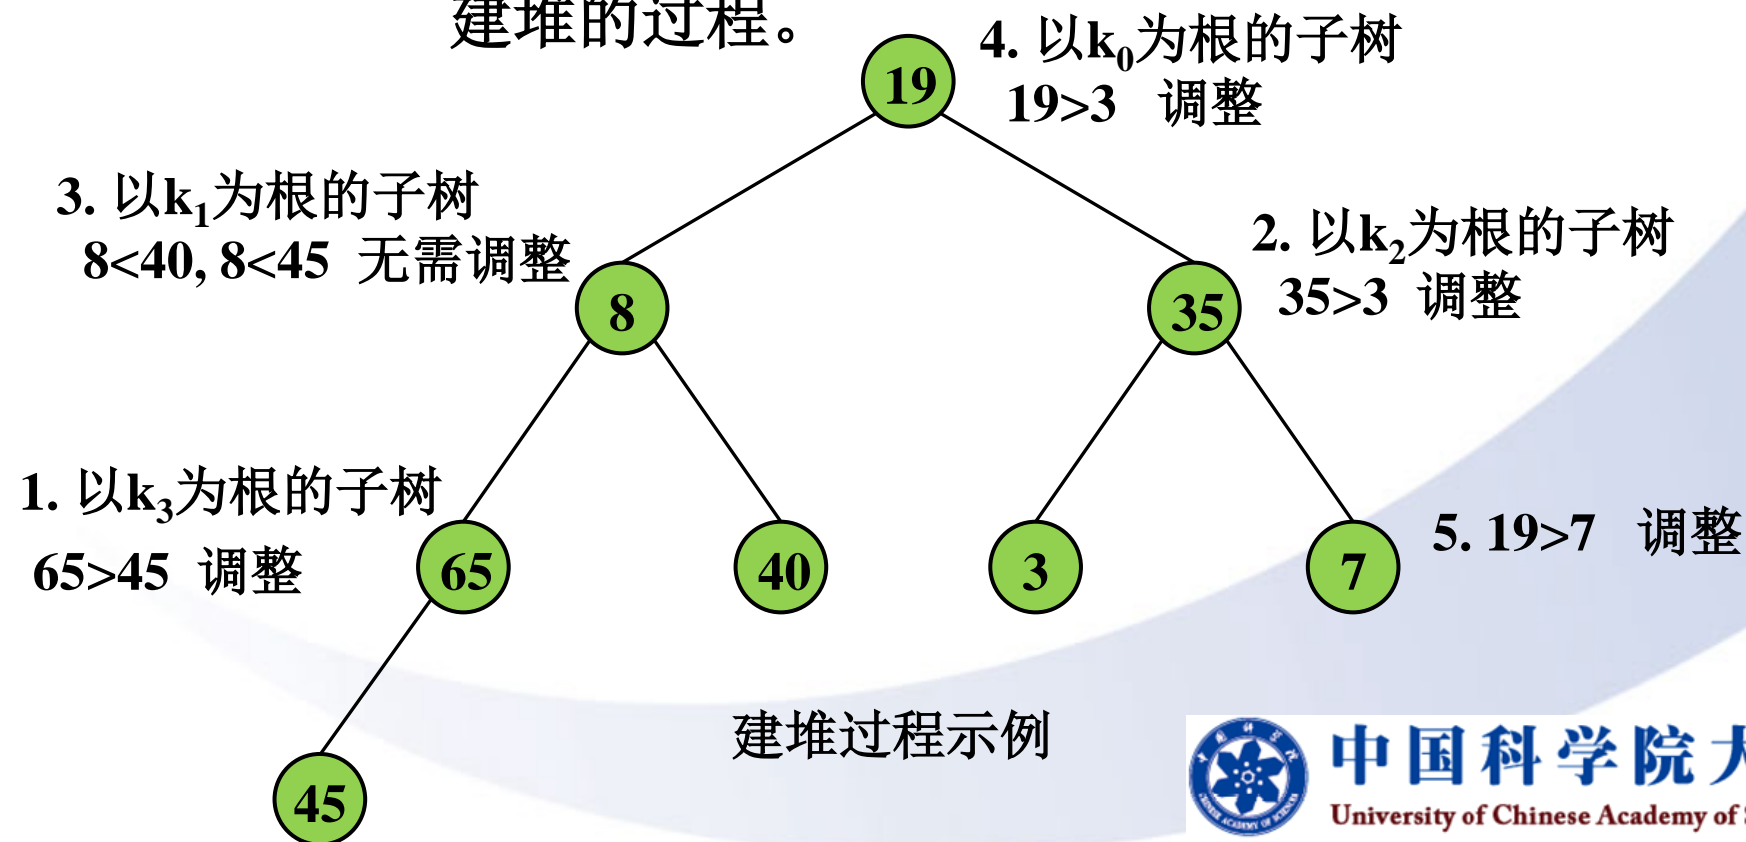 建堆的过程。
4. 以k0为根的子树
19>3 调整
19
3. 以k1为根的子树
8<40, 8<45 无需调整
2. 以k2为根的子树
35>3 调整
8
35
1. 以k3为根的子树
65>45 调整
65
40
3
7
5. 19>7 调整
建堆过程示例
45
中国科学院大
University of Chinese Academy of S